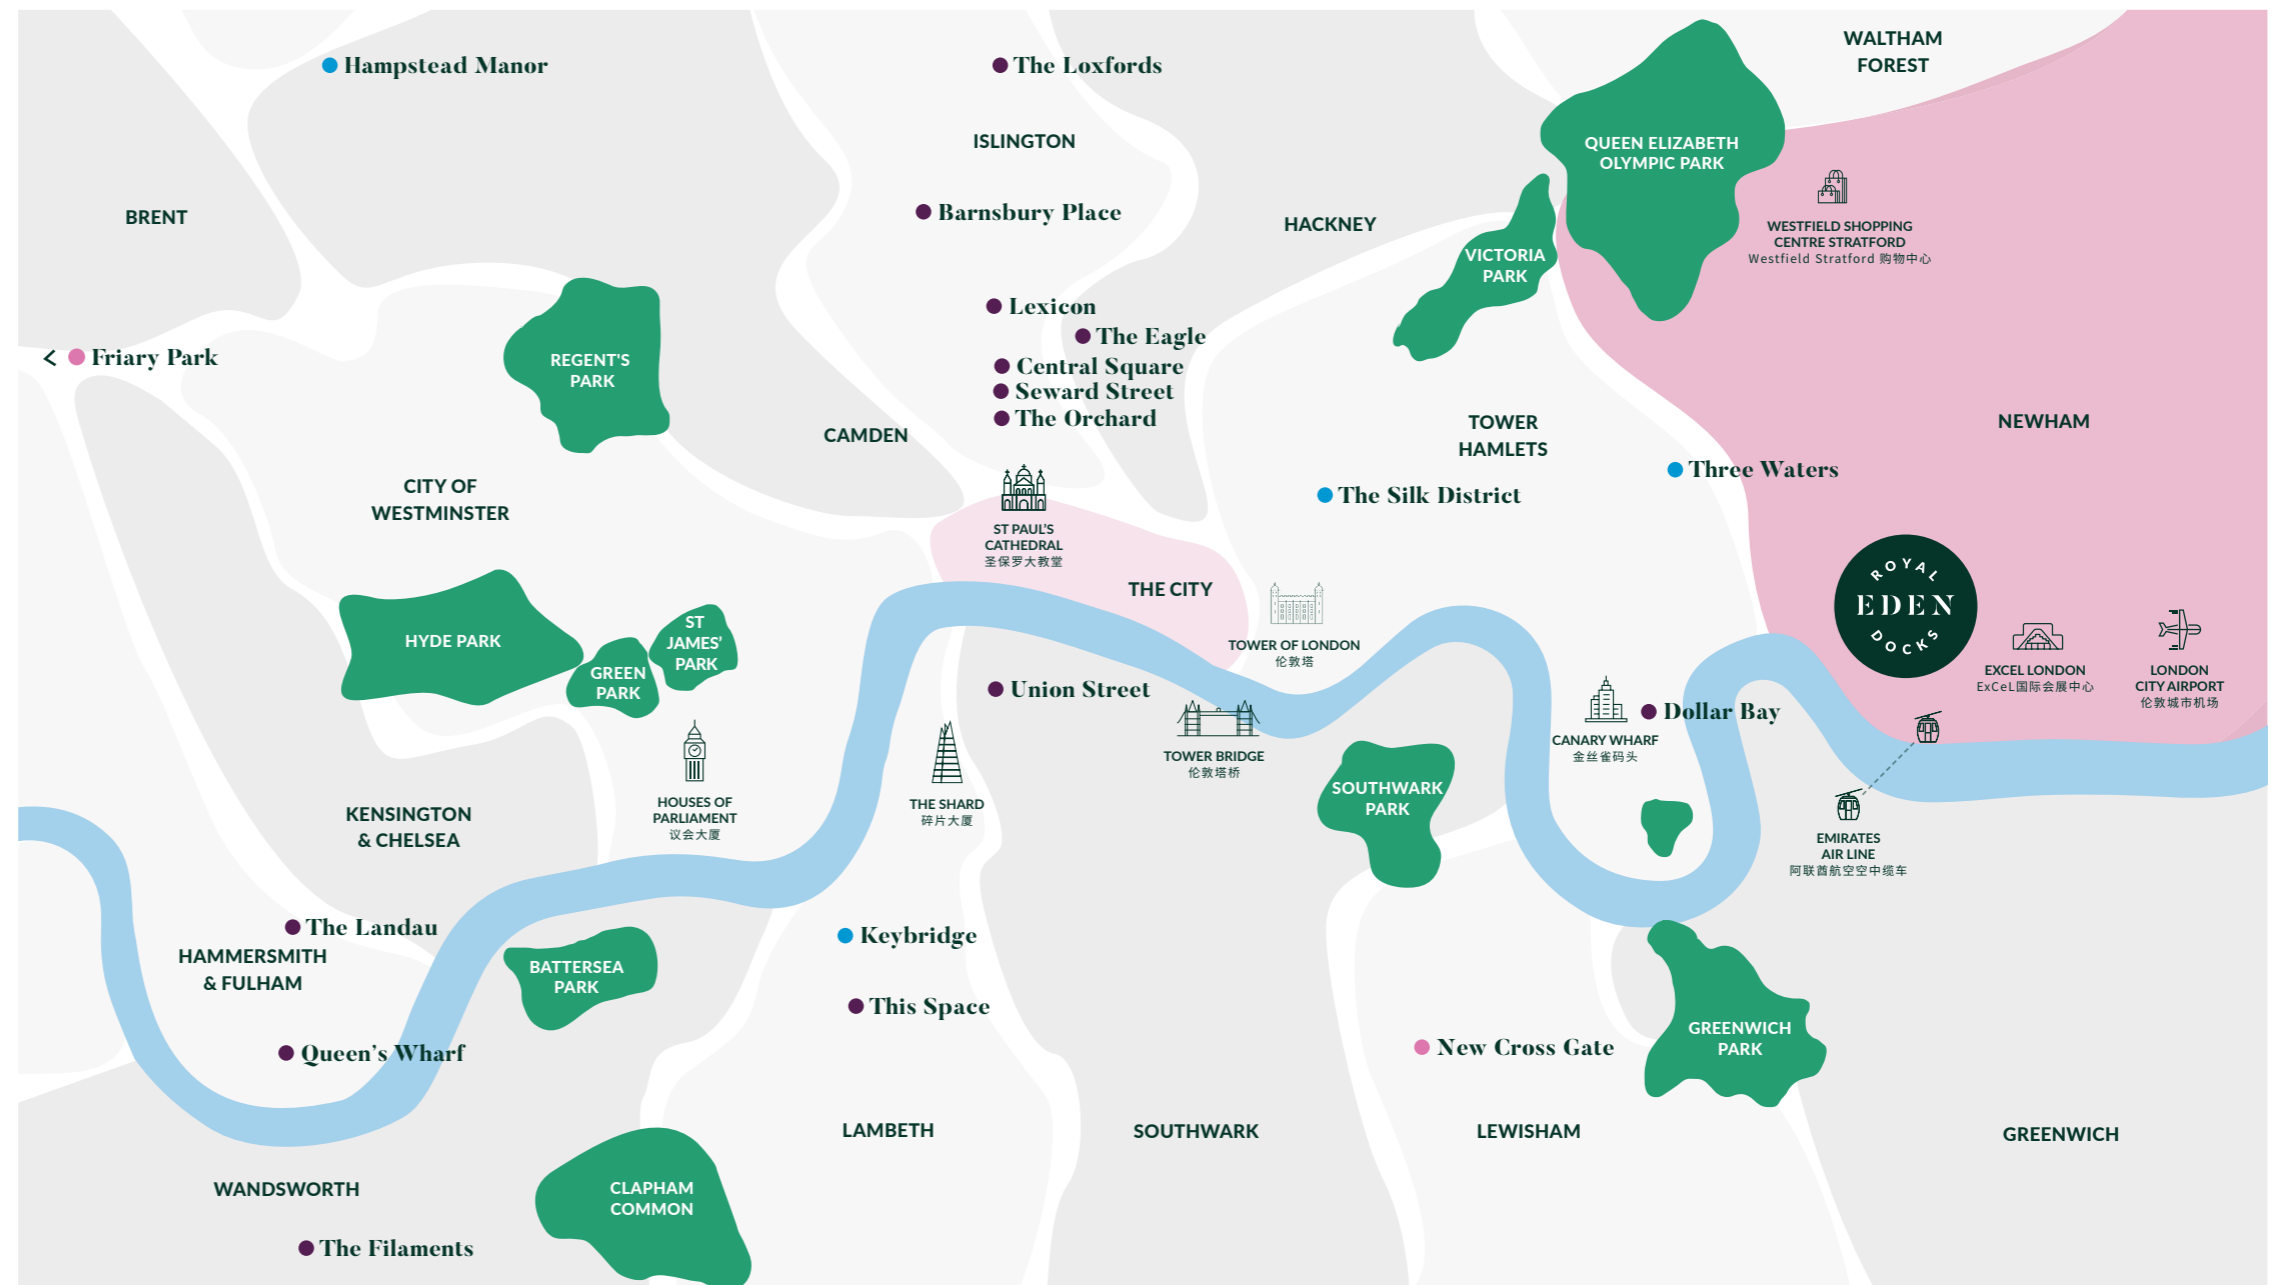 WALTHAM
FOREST
Hampstead Manor
The Loxfords
ISLINGTON
QUEEN ELIZABETH
OLYMPIC PARK
BRENT
Barnsbury Place
HACKNEY
WESTFIELD SHOPPING
CENTRE STRATFORD
Westfield Stratford 购物中心
VICTORIA
PARK
Lexicon
The Eagle
Friary Park
REGENT'S
PARK
Central Square
Seward Street
The Orchard
CAMDEN
TOWER
HAMLETS
NEWHAM
Three Waters
CITY OF
WESTMINSTER
The Silk District
ST PAUL'S
CATHEDRAL
圣保罗大教堂
THE CITY
ROYAL
EDEN
DOCKS
HYDE PARK
ST
JAMES'
PARK
GREEN
PARK
TOWER OF LONDON
伦敦塔
EXCEL LONDON
ExCeL国际会展中心
LONDON
CITY AIRPORT
伦敦城市机场
Union Street
Dollar Bay
CANARY WHARF
金丝雀码头
TOWER BRIDGE
伦敦塔桥
SOUTHWARK
PARK
HOUSES OF
PARLIAMENT
议会大厦
THE SHARD
碎片大厦
KENSINGTON
& CHELSEA
EMIRATES
AIR LINE
阿联酋航空空中缆车
The Landau
HAMMERSMITH
& FULHAM
Keybridge
BATTERSEA
PARK
This Space
Queen's Wharf
New Cross Gate
GREENWICH
PARK
LAMBETH
SOUTHWARK
LEWISHAM
GREENWICH
WANDSWORTH
CLAPHAM
COMMON
The Filaments